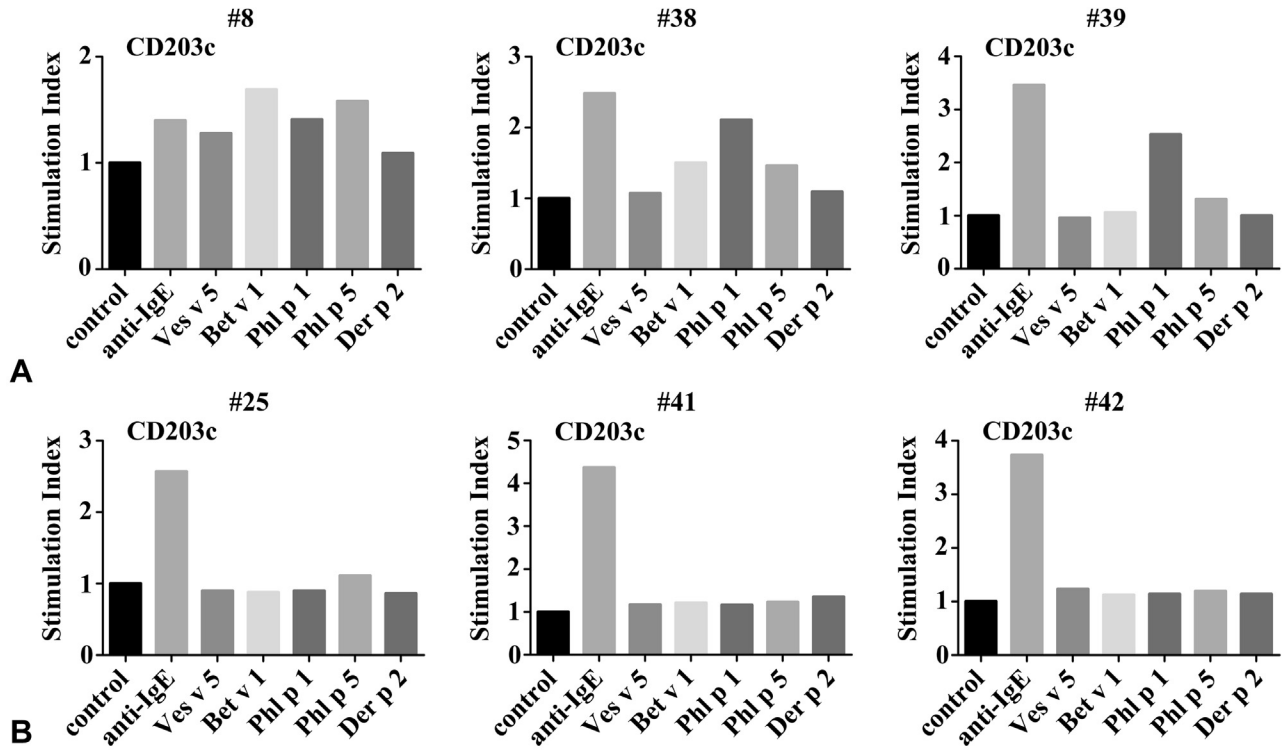 #8
CD203c
Stimulation Index
2
1
0
control
anti-IgE
Ves v 5
Bet v 1
Phl p 1
Phl p 5
Der p 2
#38
CD203c
Stimulation Index
3
2
1
0
control
anti-IgE
Ves v 5
Bet v 1
Phl p 1
Phl p 5
Der p 2
#39
CD203c
Stimulation Index
4
3
2
1
0
control
anti-IgE
Ves v 5
Bet v 1
Phl p 1
Phl p 5
Der p 2
A
#25
CD203c
Stimulation Index
3
2
1
0
control
anti-IgE
Ves v 5
Bet v 1
Phl p 1
Phl p 5
Der p 2
#41
CD203c
Stimulation Index
5
4
3
2
1
0
control
anti-IgE
Ves v 5
Bet v 1
Phl p 1
Phl p 5
Der p 2
#42
CD203c
Stimulation Index
4
3
2
1
0
control
anti-IgE
Ves v 5
Bet v 1
Phl p 1
Phl p 5
Der p 2
B